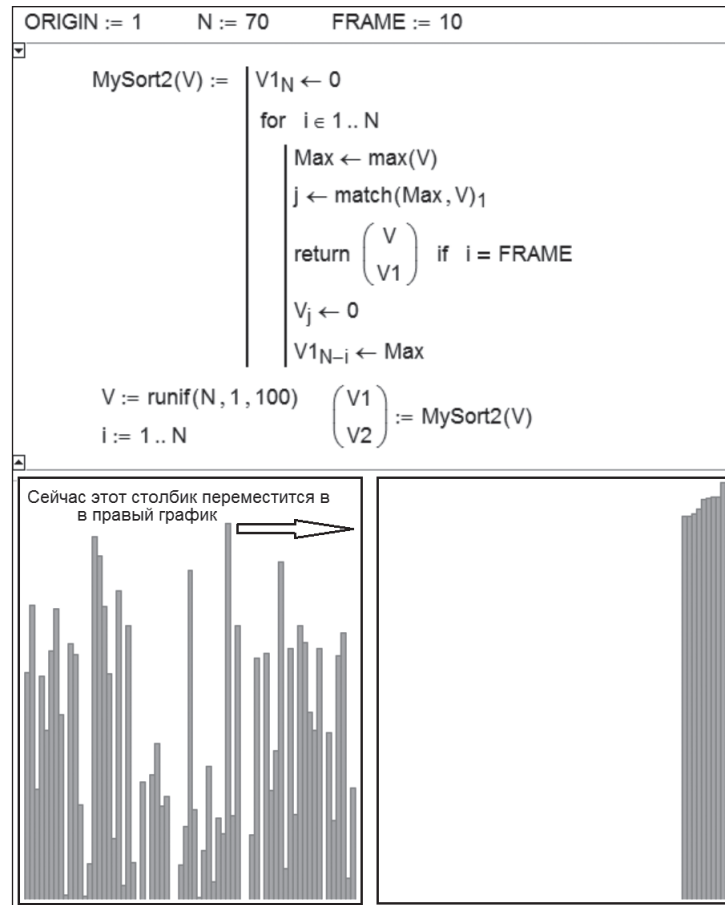 ORIGIN := 1 N := 70 FRAME := 10
MySort2(V) := V1N ← 0
for i ∈ 1 .. N
Max ← max(V)
j ← match(Max , V)1
return (V V1) if i = FRAME
Vj ← 0
V1N−i ← Max
V := runif(N , 1 , 100) (V1 V2) := MySort2(V)
i := 1 .. N
Сейчас этот столбик переместится в
в правый график